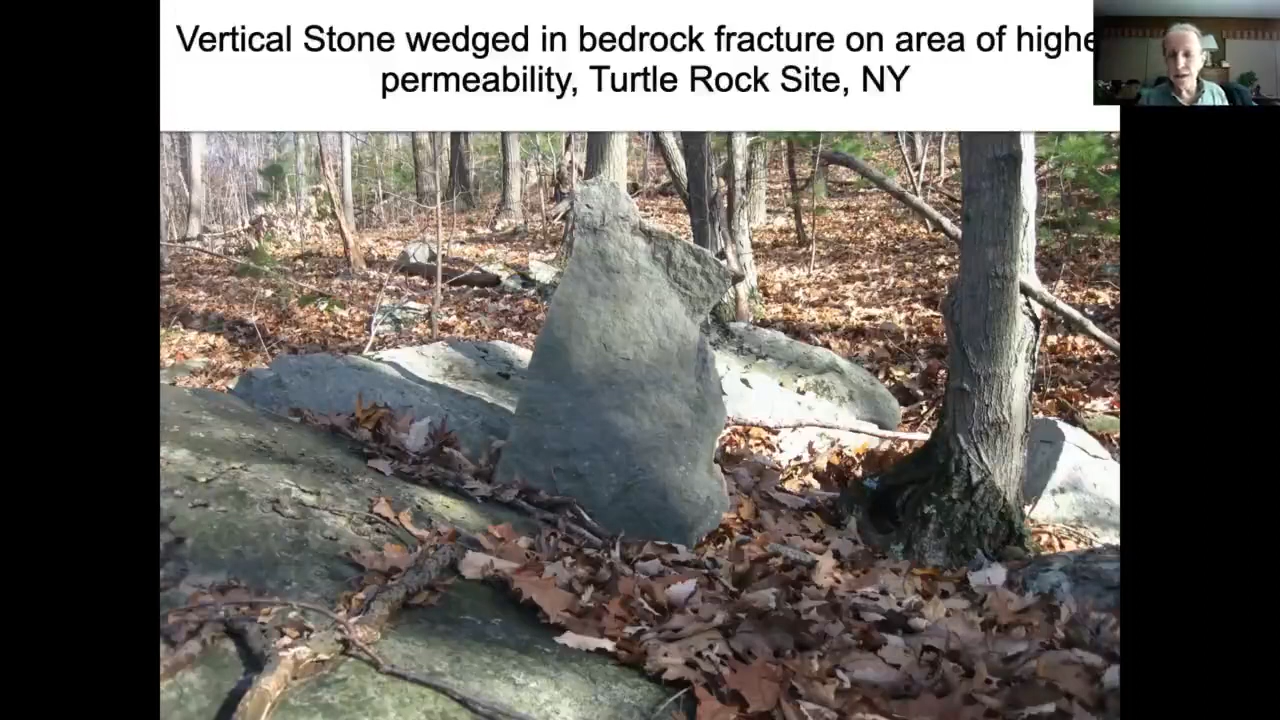 Vertical Stone wedged in bedrock fracture on area of highe
permeability, Turtle Rock Site, NY